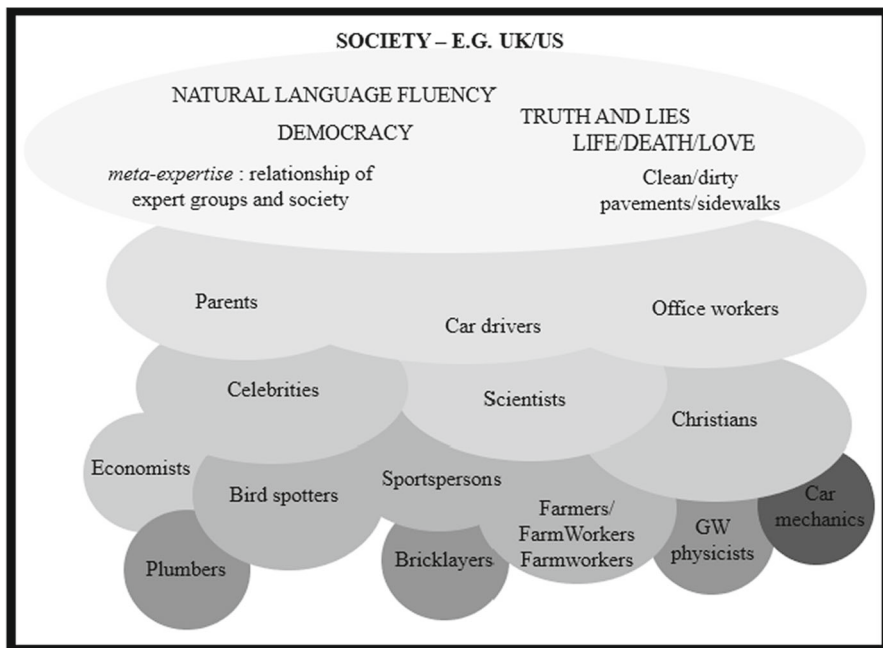 SOCIETY – E.G. UK/US
NATURAL LANGUAGE FLUENCY
DEMOCRACY
meta-expertise : relationship of
expert groups and society
TRUTH AND LIES
LIFE/DEATH/LOVE
Clean/dirty
pavements/sidewalks
Parents
Car drivers
Office workers
Celebrities
Scientists
Christians
Economists
Bird spotters
Sportspersons
Farmers/
FarmWorkers
Farmworkers
GW
physicists
Car
mechanics
Plumbers
Bricklayers